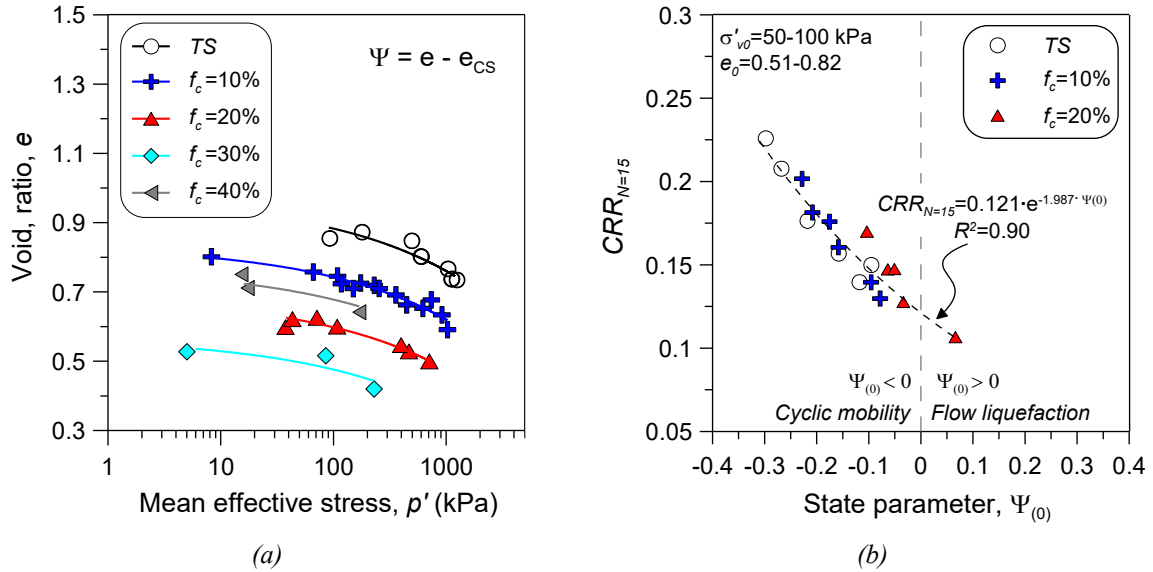 1.5
1.3
1.1
0.9
0.7
0.5
0.3
Void, ratio, e
TS
f_c=10%
f_c=20%
f_c=30%
f_c=40%
Ψ = e - e_CS
1 10 100 1000
Mean effective stress, p' (kPa)
(a)
0.3
0.25
0.2
0.15
0.1
0.05
CRR_N=15
σ'_v0=50-100 kPa
e_0=0.51-0.82
TS
f_c=10%
f_c=20%
CRR_N=15=0.121·e^-1.987· Ψ(0)
R²=0.90
Ψ_(0) < 0 Ψ_(0) > 0
Cyclic mobility Flow liquefaction
-0.4 -0.3 -0.2 -0.1 0 0.1 0.2 0.3 0.4
State parameter, Ψ_(0)
(b)